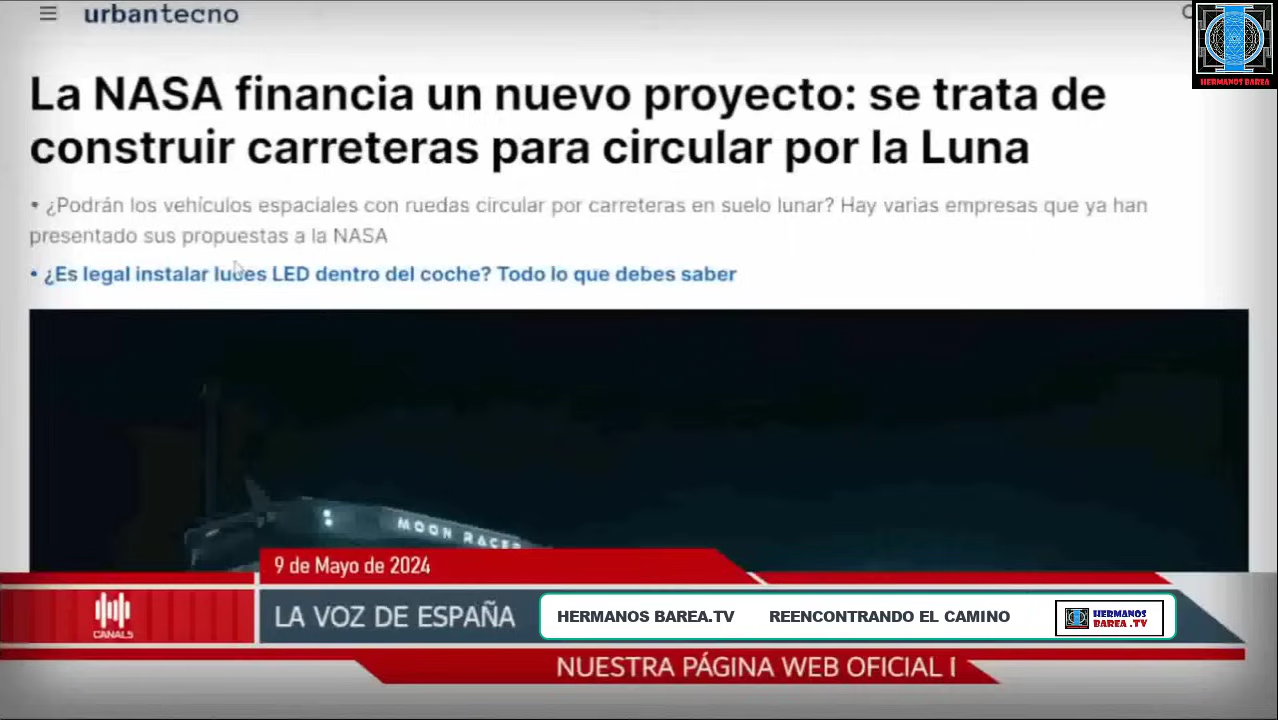 urbantecno
HERMANOS BAREA
La NASA financia un nuevo proyecto: se trata de
construir carreteras para circular por la Luna
• ¿Podrán los vehículos espaciales con ruedas circular por carreteras en suelo lunar? Hay varias empresas que ya han
presentado sus propuestas a la NASA
• ¿Es legal instalar luces LED dentro del coche? Todo lo que debes saber
MOON RACER
9 de Mayo de 2024
CANAL5
LA VOZ DE ESPAÑA
HERMANOS BAREA.TV REENCONTRANDO EL CAMINO
HERMANOS
BAREA .TV
NUESTRA PÁGINA WEB OFICIAL